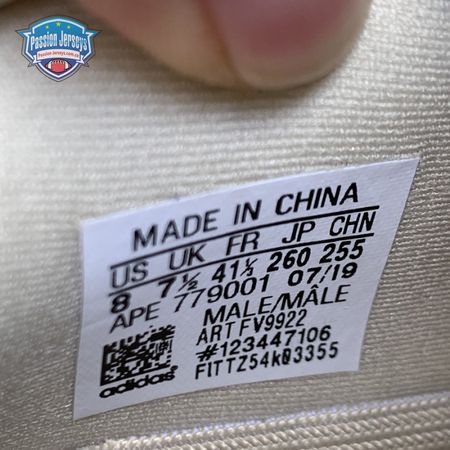 Passion Jerseys
MADE IN CHINA
US UK FR JP CHN
8 7½ 41⅓ 260 255
APE 779001 07/19
MALE/MÂLE
ART FV9922
#123447106
FITTZ54k03355
adidas®